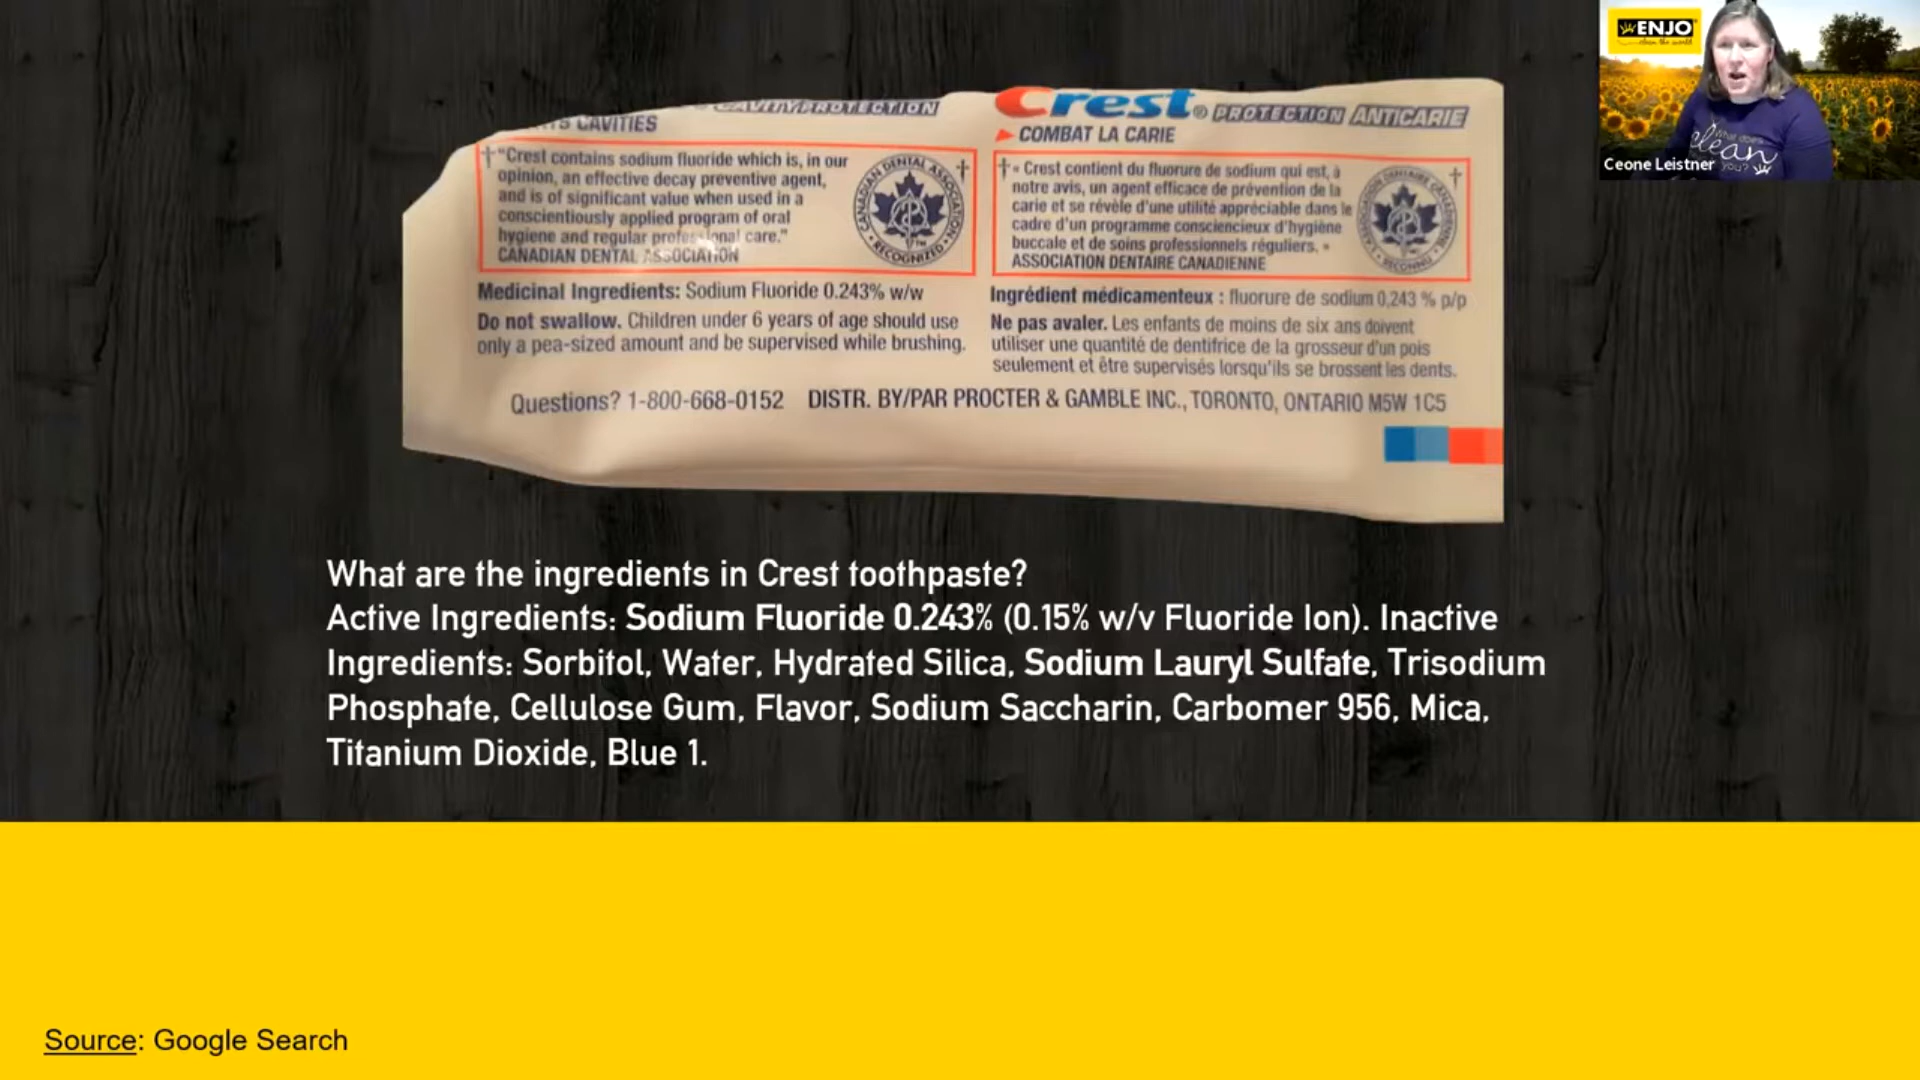 CAVITY PROTECTION
CAVITIES
†"Crest contains sodium fluoride which is, in our
opinion, an effective decay preventive agent,
and is of significant value when used in a
conscientiously applied program of oral
hygiene and regular professional care."
CANADIAN DENTAL ASSOCIATION
†
CANADIAN DENTAL ASSOCIATION
• RECOGNIZED •
Medicinal Ingredients: Sodium Fluoride 0.243% w/w
Do not swallow. Children under 6 years of age should use
only a pea-sized amount and be supervised while brushing.
Crest® PROTECTION ANTICARIE
COMBAT LA CARIE
†« Crest contient du fluorure de sodium qui est, à
notre avis, un agent efficace de prévention de la
carie et se révèle d'une utilité appréciable dans le
cadre d'un programme consciencieux d'hygiène
buccale et de soins professionnels réguliers. »
ASSOCIATION DENTAIRE CANADIENNE
†
ASSOCIATION DENTAIRE CANADIENNE
• RECONNU •
Ingrédient médicamenteux : fluorure de sodium 0,243 % p/p
Ne pas avaler. Les enfants de moins de six ans doivent
utiliser une quantité de dentifrice de la grosseur d'un pois
seulement et être supervisés lorsqu'ils se brossent les dents.
Questions? 1-800-668-0152 DISTR. BY/PAR PROCTER & GAMBLE INC., TORONTO, ONTARIO M5W 1C5
ENJO
clean the world
What does
clean
you?
Ceone Leistner
What are the ingredients in Crest toothpaste?
Active Ingredients: Sodium Fluoride 0.243% (0.15% w/v Fluoride Ion). Inactive
Ingredients: Sorbitol, Water, Hydrated Silica, Sodium Lauryl Sulfate, Trisodium
Phosphate, Cellulose Gum, Flavor, Sodium Saccharin, Carbomer 956, Mica,
Titanium Dioxide, Blue 1.
Source: Google Search